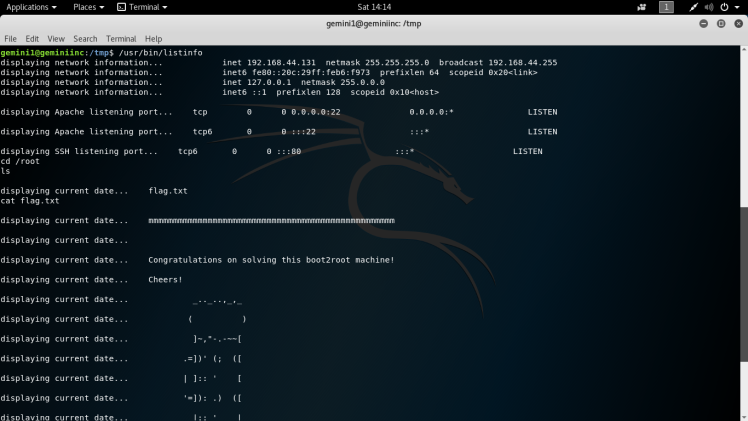 Applications Places Terminal Sat 14:14 1
gemini1@geminiinc: /tmp
File Edit View Search Terminal Help
gemini1@geminiinc:/tmp$ /usr/bin/listinfo
displaying network information... inet 192.168.44.131 netmask 255.255.255.0 broadcast 192.168.44.255
displaying network information... inet6 fe80::20c:29ff:feb6:f973 prefixlen 64 scopeid 0x20<link>
displaying network information... inet 127.0.0.1 netmask 255.0.0.0
displaying network information... inet6 ::1 prefixlen 128 scopeid 0x10<host>
displaying Apache listening port... tcp 0 0 0.0.0.0:22 0.0.0.0:* LISTEN
displaying Apache listening port... tcp6 0 0 :::22 :::* LISTEN
displaying SSH listening port... tcp6 0 0 :::80 :::* LISTEN
cd /root
ls
displaying current date... flag.txt
cat flag.txt
displaying current date... mmmmmmmmmmmmmmmmmmmmmmmmmmmmmmmmmmmmmmmmmmmmmmmmmm
displaying current date...
displaying current date... Congratulations on solving this boot2root machine!
displaying current date... Cheers!
displaying current date... _.._..,_,_
displaying current date... ( )
displaying current date... ]~,"-.-~~[
displaying current date... .=])' (; ([
displaying current date... | ]:: ' [
displaying current date... '=]): .) ([
displaying current date... |:: ' |